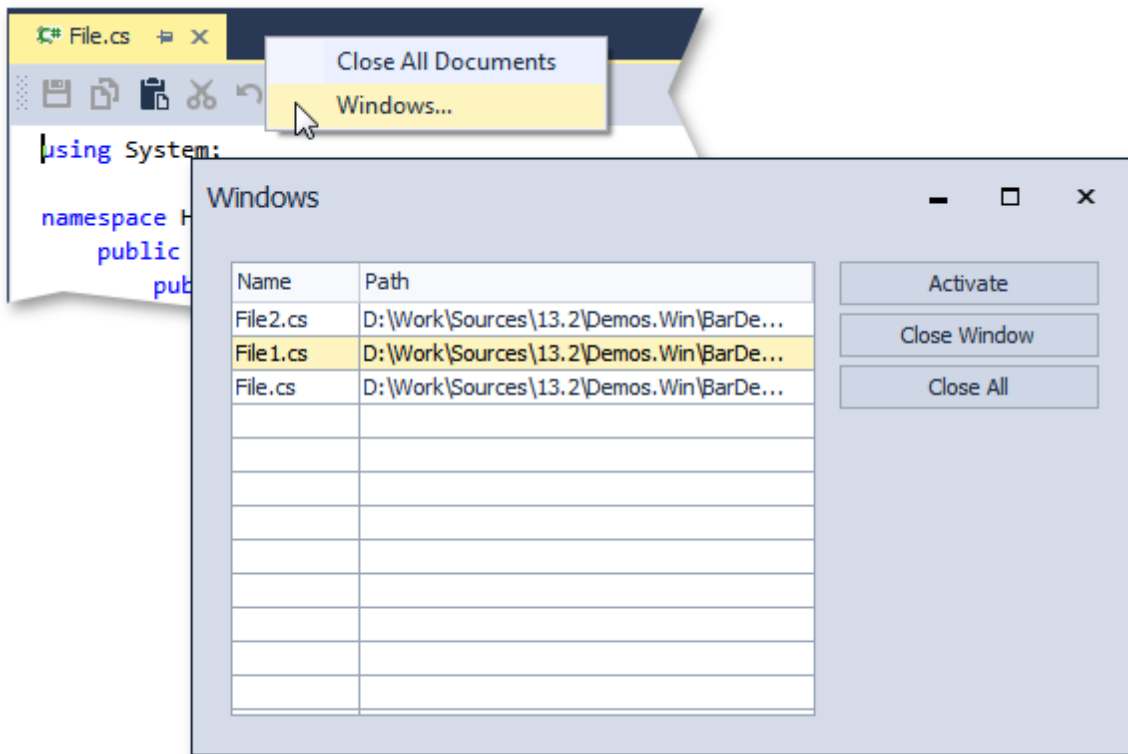 C# File.cs
Close All Documents
Windows...
using System;
namespace H
public
pub
Windows
Name Path
File2.cs D:\Work\Sources\13.2\Demos.Win\BarDe...
File1.cs D:\Work\Sources\13.2\Demos.Win\BarDe...
File.cs D:\Work\Sources\13.2\Demos.Win\BarDe...
Activate
Close Window
Close All